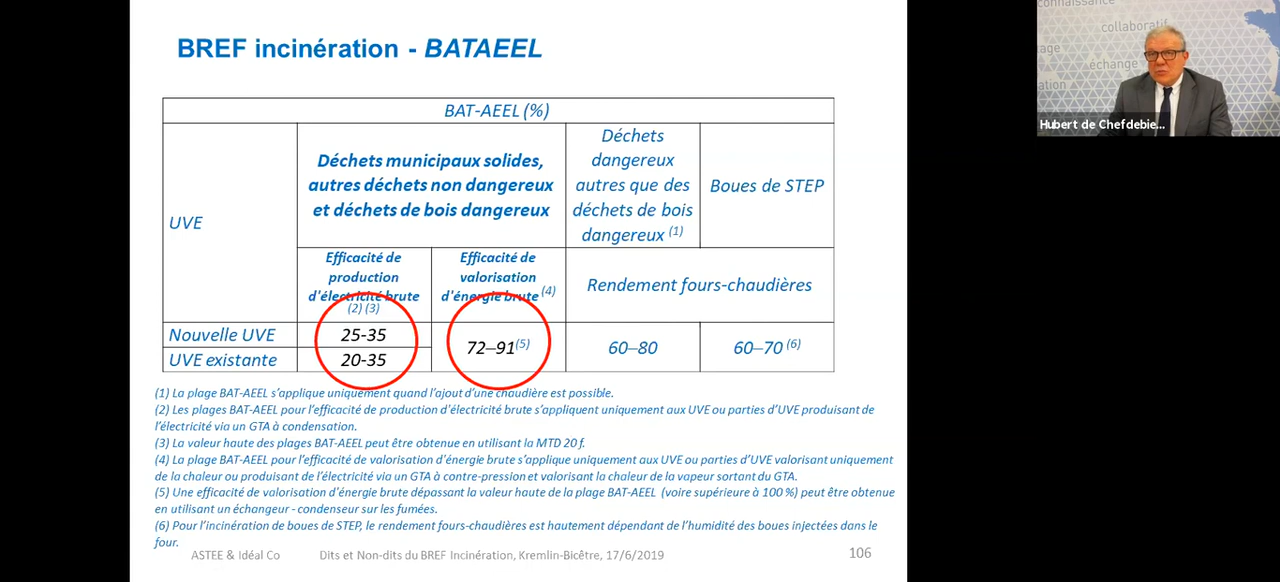 BREF incinération - BATAEEL
BAT-AEEL (%)
UVE
Déchets municipaux solides,
autres déchets non dangereux
et déchets de bois dangereux
Déchets
dangereux
autres que des
déchets de bois
dangereux (1)
Boues de STEP
Efficacité de
production
d'électricité brute
(2) (3)
Efficacité de
valorisation
d'énergie brute (4)
Rendement fours-chaudières
Nouvelle UVE
25-35
72–91(5)
60–80
60–70 (6)
UVE existante
20-35
(1) La plage BAT-AEEL s'applique uniquement quand l'ajout d'une chaudière est possible.
(2) Les plages BAT-AEEL pour l'efficacité de production d'électricité brute s'appliquent uniquement aux UVE ou parties d'UVE produisant de
l'électricité via un GTA à condensation.
(3) La valeur haute des plages BAT-AEEL peut être obtenue en utilisant la MTD 20 f.
(4) La plage BAT-AEEL pour l'efficacité de valorisation d'énergie brute s'applique uniquement aux UVE ou parties d'UVE valorisant uniquement
de la chaleur ou produisant de l'électricité via un GTA à contre-pression et valorisant la chaleur de la vapeur sortant du GTA.
(5) Une efficacité de valorisation d'énergie brute dépassant la valeur haute de la plage BAT-AEEL (voire supérieure à 100 %) peut être obtenue
en utilisant un échangeur - condenseur sur les fumées.
(6) Pour l'incinération de boues de STEP, le rendement fours-chaudières est hautement dépendant de l'humidité des boues injectées dans le
four.
ASTEE & Idéal Co
Dits et Non-dits du BREF Incinération, Kremlin-Bicêtre, 17/6/2019
106
connaissance
collaboratif
échange
Hubert de Chefdebie...